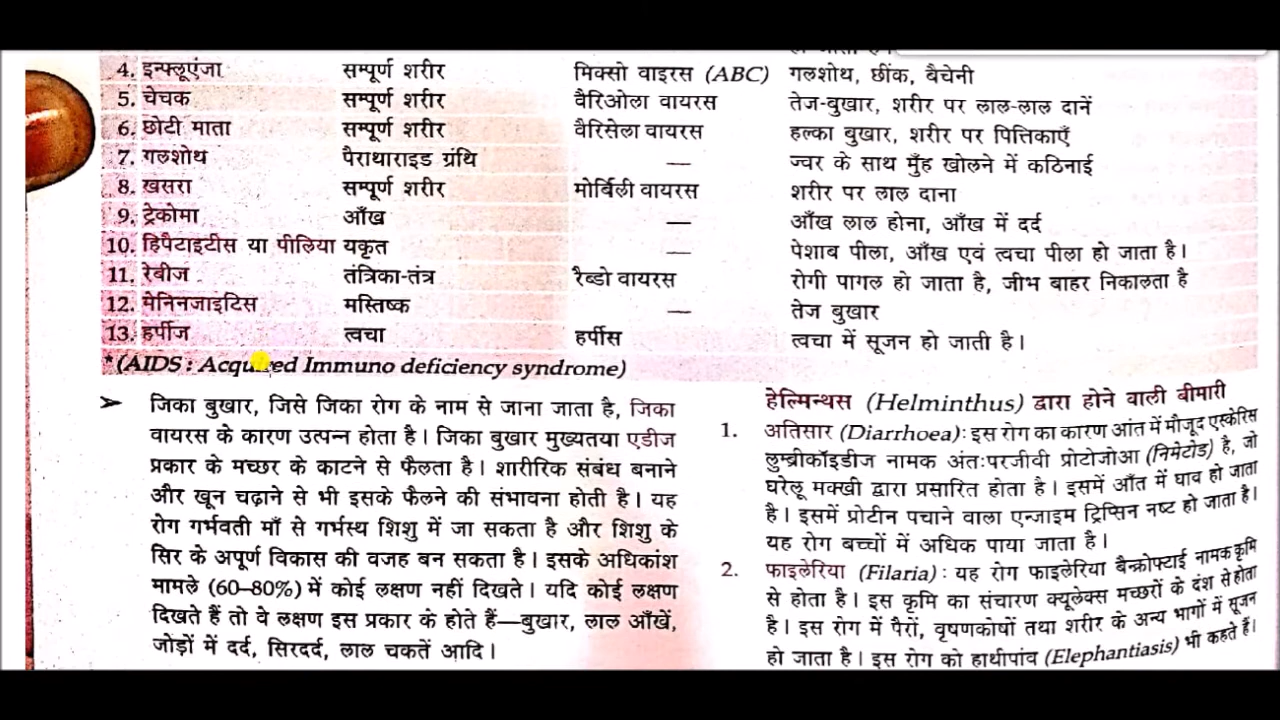 4. इन्फ्लूएंजा सम्पूर्ण शरीर मिक्सो वाइरस (ABC) गलशोथ, छींक, बैचेनी
5. चेचक सम्पूर्ण शरीर वैरिओला वायरस तेज-बुखार, शरीर पर लाल-लाल दानें
6. छोटी माता सम्पूर्ण शरीर वैरिसेला वायरस हल्का बुखार, शरीर पर पित्तिकाएँ
7. गलशोथ पैराथाराइड ग्रंथि — ज्वर के साथ मुँह खोलने में कठिनाई
8. खसरा सम्पूर्ण शरीर मोर्बिली वायरस शरीर पर लाल दाना
9. ट्रेकोमा आँख — आँख लाल होना, आँख में दर्द
10. हिपैटाइटीस या पीलिया यकृत — पेशाब पीला, आँख एवं त्वचा पीला हो जाता है।
11. रेबीज तंत्रिका-तंत्र रैब्डो वायरस रोगी पागल हो जाता है, जीभ बाहर निकालता है
12. मेनिनजाइटिस मस्तिष्क — तेज बुखार
13. हर्पीज त्वचा हर्पीस त्वचा में सूजन हो जाती है।
*(AIDS : Acquired Immuno deficiency syndrome)
➤ जिका बुखार, जिसे जिका रोग के नाम से जाना जाता है, जिका
वायरस के कारण उत्पन्न होता है। जिका बुखार मुख्यतया एडीज
प्रकार के मच्छर के काटने से फैलता है। शारीरिक संबंध बनाने
और खून चढ़ाने से भी इसके फैलने की संभावना होती है। यह
रोग गर्भवती माँ से गर्भस्थ शिशु में जा सकता है और शिशु के
सिर के अपूर्ण विकास की वजह बन सकता है। इसके अधिकांश
मामले (60–80%) में कोई लक्षण नहीं दिखते। यदि कोई लक्षण
दिखते हैं तो वे लक्षण इस प्रकार के होते हैं—बुखार, लाल आँखें,
जोड़ों में दर्द, सिरदर्द, लाल चकतें आदि।
हेल्मिन्थस (Helminthus) द्वारा होने वाली बीमारी
1. अतिसार (Diarrhoea): इस रोग का कारण आंत में मौजूद एस्केरिस
लुम्ब्रीकॉइडीज नामक अंतःपरजीवी प्रोटोजोआ (निमेटोड) है, जो
घरेलू मक्खी द्वारा प्रसारित होता है। इसमें आँत में घाव हो जाता
है। इसमें प्रोटीन पचाने वाला एन्जाइम ट्रिप्सिन नष्ट हो जाता है।
यह रोग बच्चों में अधिक पाया जाता है।
2. फाइलेरिया (Filaria) : यह रोग फाइलेरिया बैन्क्रोफ्टाई नामक कृमि
से होता है। इस कृमि का संचारण क्यूलेक्स मच्छरों के दंश से होता
है। इस रोग में पैरों, वृषणकोषों तथा शरीर के अन्य भागों में सूजन
हो जाता है। इस रोग को हाथीपांव (Elephantiasis) भी कहते हैं।